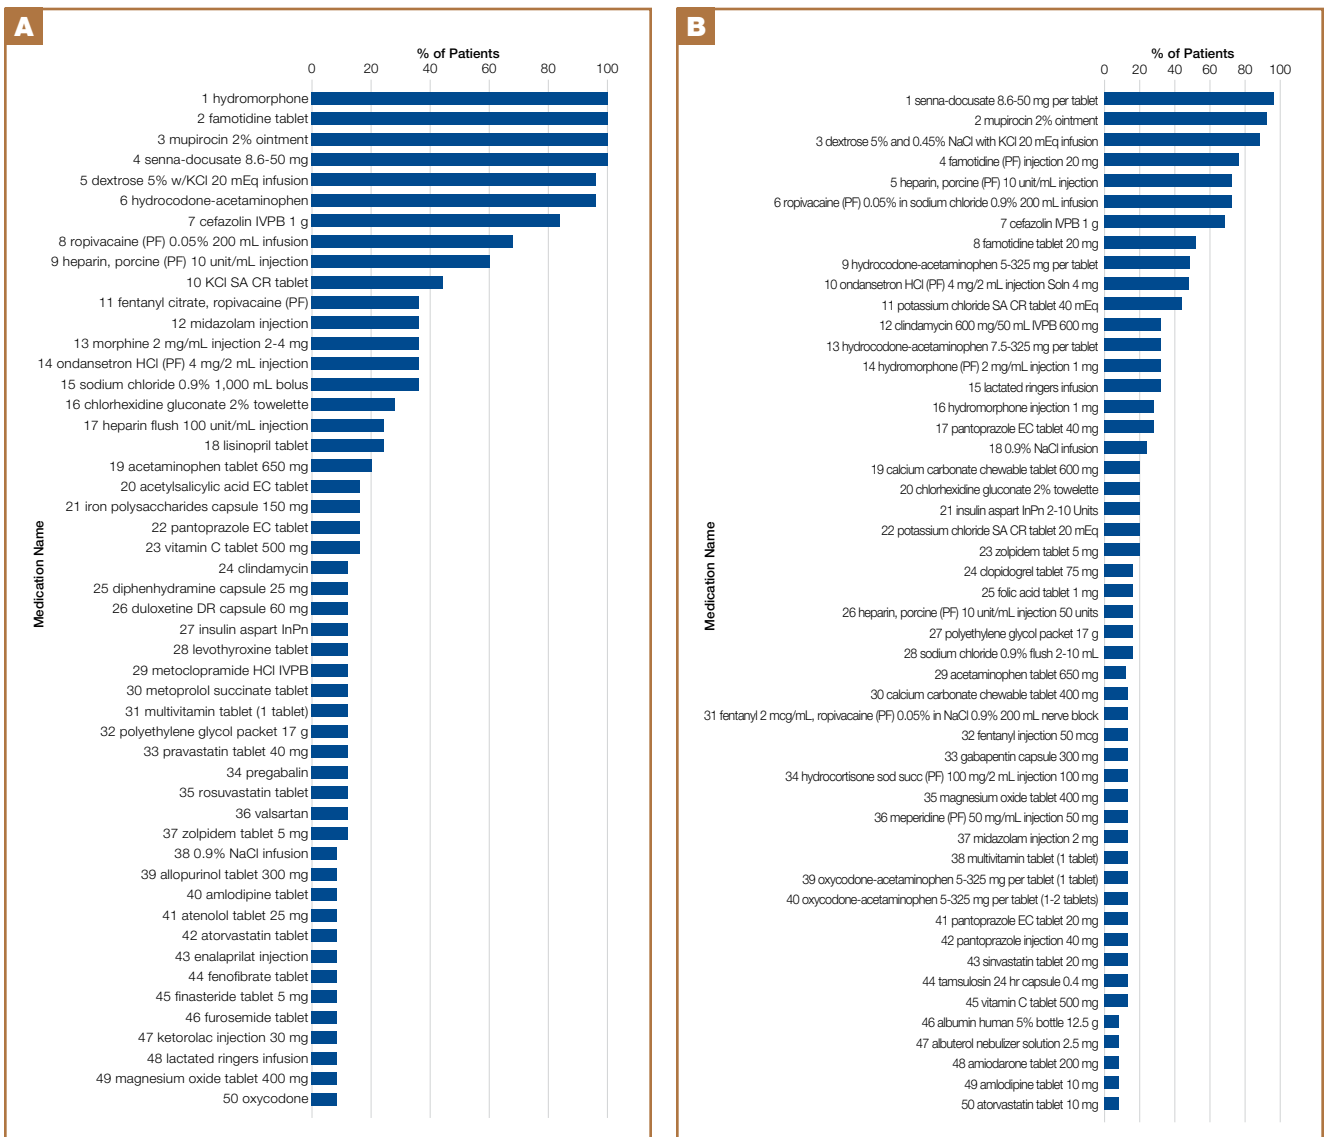 A
% of Patients
0 20 40 60 80 100
1 hydromorphone
2 famotidine tablet
3 mupirocin 2% ointment
4 senna-docusate 8.6-50 mg
5 dextrose 5% w/KCl 20 mEq infusion
6 hydrocodone-acetaminophen
7 cefazolin IVPB 1 g
8 ropivacaine (PF) 0.05% 200 mL infusion
9 heparin, porcine (PF) 10 unit/mL injection
10 KCl SA CR tablet
11 fentanyl citrate, ropivacaine (PF)
12 midazolam injection
13 morphine 2 mg/mL injection 2-4 mg
14 ondansetron HCl (PF) 4 mg/2 mL injection
15 sodium chloride 0.9% 1,000 mL bolus
16 chlorhexidine gluconate 2% towelette
17 heparin flush 100 unit/mL injection
18 lisinopril tablet
19 acetaminophen tablet 650 mg
20 acetylsalicylic acid EC tablet
21 iron polysaccharides capsule 150 mg
22 pantoprazole EC tablet
23 vitamin C tablet 500 mg
24 clindamycin
25 diphenhydramine capsule 25 mg
26 duloxetine DR capsule 60 mg
27 insulin aspart InPn
28 levothyroxine tablet
29 metoclopramide HCl IVPB
30 metoprolol succinate tablet
31 multivitamin tablet (1 tablet)
32 polyethylene glycol packet 17 g
33 pravastatin tablet 40 mg
34 pregabalin
35 rosuvastatin tablet
36 valsartan
37 zolpidem tablet 5 mg
38 0.9% NaCl infusion
39 allopurinol tablet 300 mg
40 amlodipine tablet
41 atenolol tablet 25 mg
42 atorvastatin tablet
43 enalaprilat injection
44 fenofibrate tablet
45 finasteride tablet 5 mg
46 furosemide tablet
47 ketorolac injection 30 mg
48 lactated ringers infusion
49 magnesium oxide tablet 400 mg
50 oxycodone
Medication Name
B
% of Patients
0 20 40 60 80 100
1 senna-docusate 8.6-50 mg per tablet
2 mupirocin 2% ointment
3 dextrose 5% and 0.45% NaCl with KCl 20 mEq infusion
4 famotidine (PF) injection 20 mg
5 heparin, porcine (PF) 10 unit/mL injection
6 ropivacaine (PF) 0.05% in sodium chloride 0.9% 200 mL infusion
7 cefazolin IVPB 1 g
8 famotidine tablet 20 mg
9 hydrocodone-acetaminophen 5-325 mg per tablet
10 ondansetron HCl (PF) 4 mg/2 mL injection Soln 4 mg
11 potassium chloride SA CR tablet 40 mEq
12 clindamycin 600 mg/50 mL IVPB 600 mg
13 hydrocodone-acetaminophen 7.5-325 mg per tablet
14 hydromorphone (PF) 2 mg/mL injection 1 mg
15 lactated ringers infusion
16 hydromorphone injection 1 mg
17 pantoprazole EC tablet 40 mg
18 0.9% NaCl infusion
19 calcium carbonate chewable tablet 600 mg
20 chlorhexidine gluconate 2% towelette
21 insulin aspart InPn 2-10 Units
22 potassium chloride SA CR tablet 20 mEq
23 zolpidem tablet 5 mg
24 clopidogrel tablet 75 mg
25 folic acid tablet 1 mg
26 heparin, porcine (PF) 10 unit/mL injection 50 units
27 polyethylene glycol packet 17 g
28 sodium chloride 0.9% flush 2-10 mL
29 acetaminophen tablet 650 mg
30 calcium carbonate chewable tablet 400 mg
31 fentanyl 2 mcg/mL, ropivacaine (PF) 0.05% in NaCl 0.9% 200 mL nerve block
32 fentanyl injection 50 mcg
33 gabapentin capsule 300 mg
34 hydrocortisone sod succ (PF) 100 mg/2 mL injection 100 mg
35 magnesium oxide tablet 400 mg
36 meperidine (PF) 50 mg/mL injection 50 mg
37 midazolam injection 2 mg
38 multivitamin tablet (1 tablet)
39 oxycodone-acetaminophen 5-325 mg per tablet (1 tablet)
40 oxycodone-acetaminophen 5-325 mg per tablet (1-2 tablets)
41 pantoprazole EC tablet 20 mg
42 pantoprazole injection 40 mg
43 sinvastatin tablet 20 mg
44 tamsulosin 24 hr capsule 0.4 mg
45 vitamin C tablet 500 mg
46 albumin human 5% bottle 12.5 g
47 albuterol nebulizer solution 2.5 mg
48 amiodarone tablet 200 mg
49 amlodipine tablet 10 mg
50 atorvastatin tablet 10 mg
Medication Name